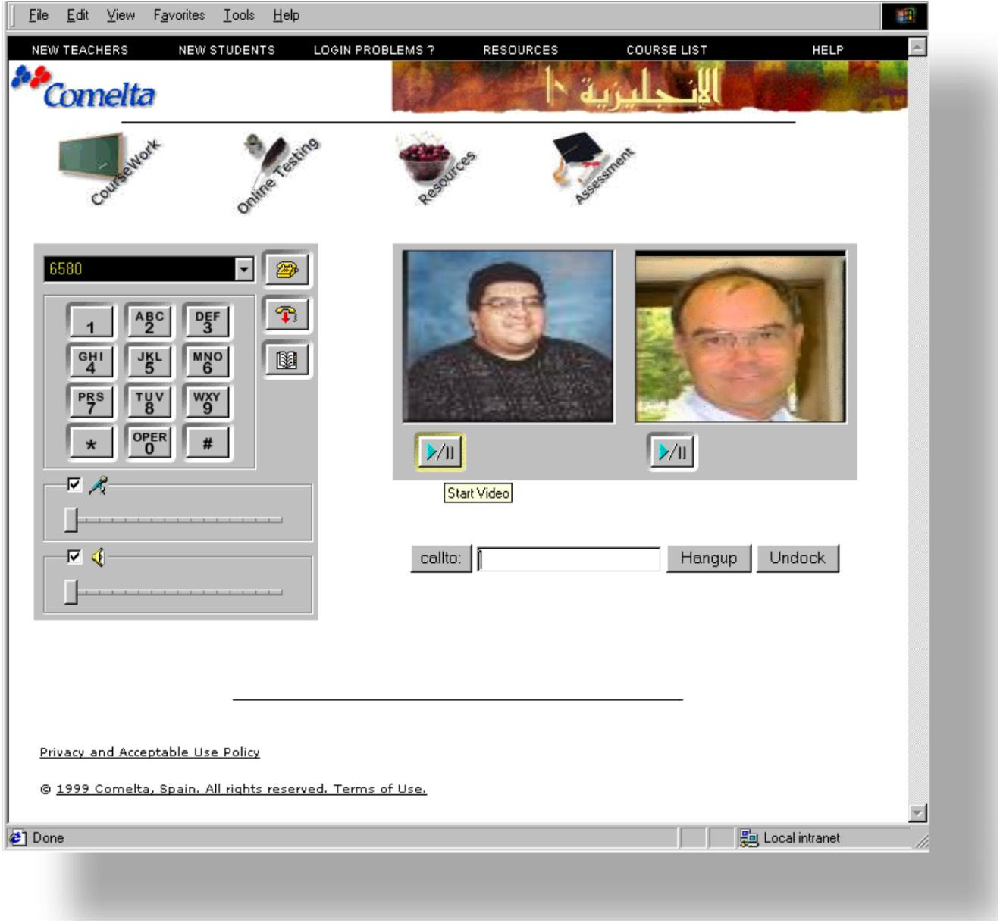 File Edit View Favorites Tools Help
NEW TEACHERS NEW STUDENTS LOGIN PROBLEMS ? RESOURCES COURSE LIST HELP
Comelta
الإنجليزية ١٠
CourseWork Online Testing Resources Assessment
6580
1 ABC 2 DEF 3
GHI 4 JKL 5 MNO 6
PRS 7 TUV 8 WXY 9
* OPER 0 #
Start Video
callto: Hangup Undock
Privacy and Acceptable Use Policy
© 1999 Comelta, Spain. All rights reserved. Terms of Use.
Done Local intranet